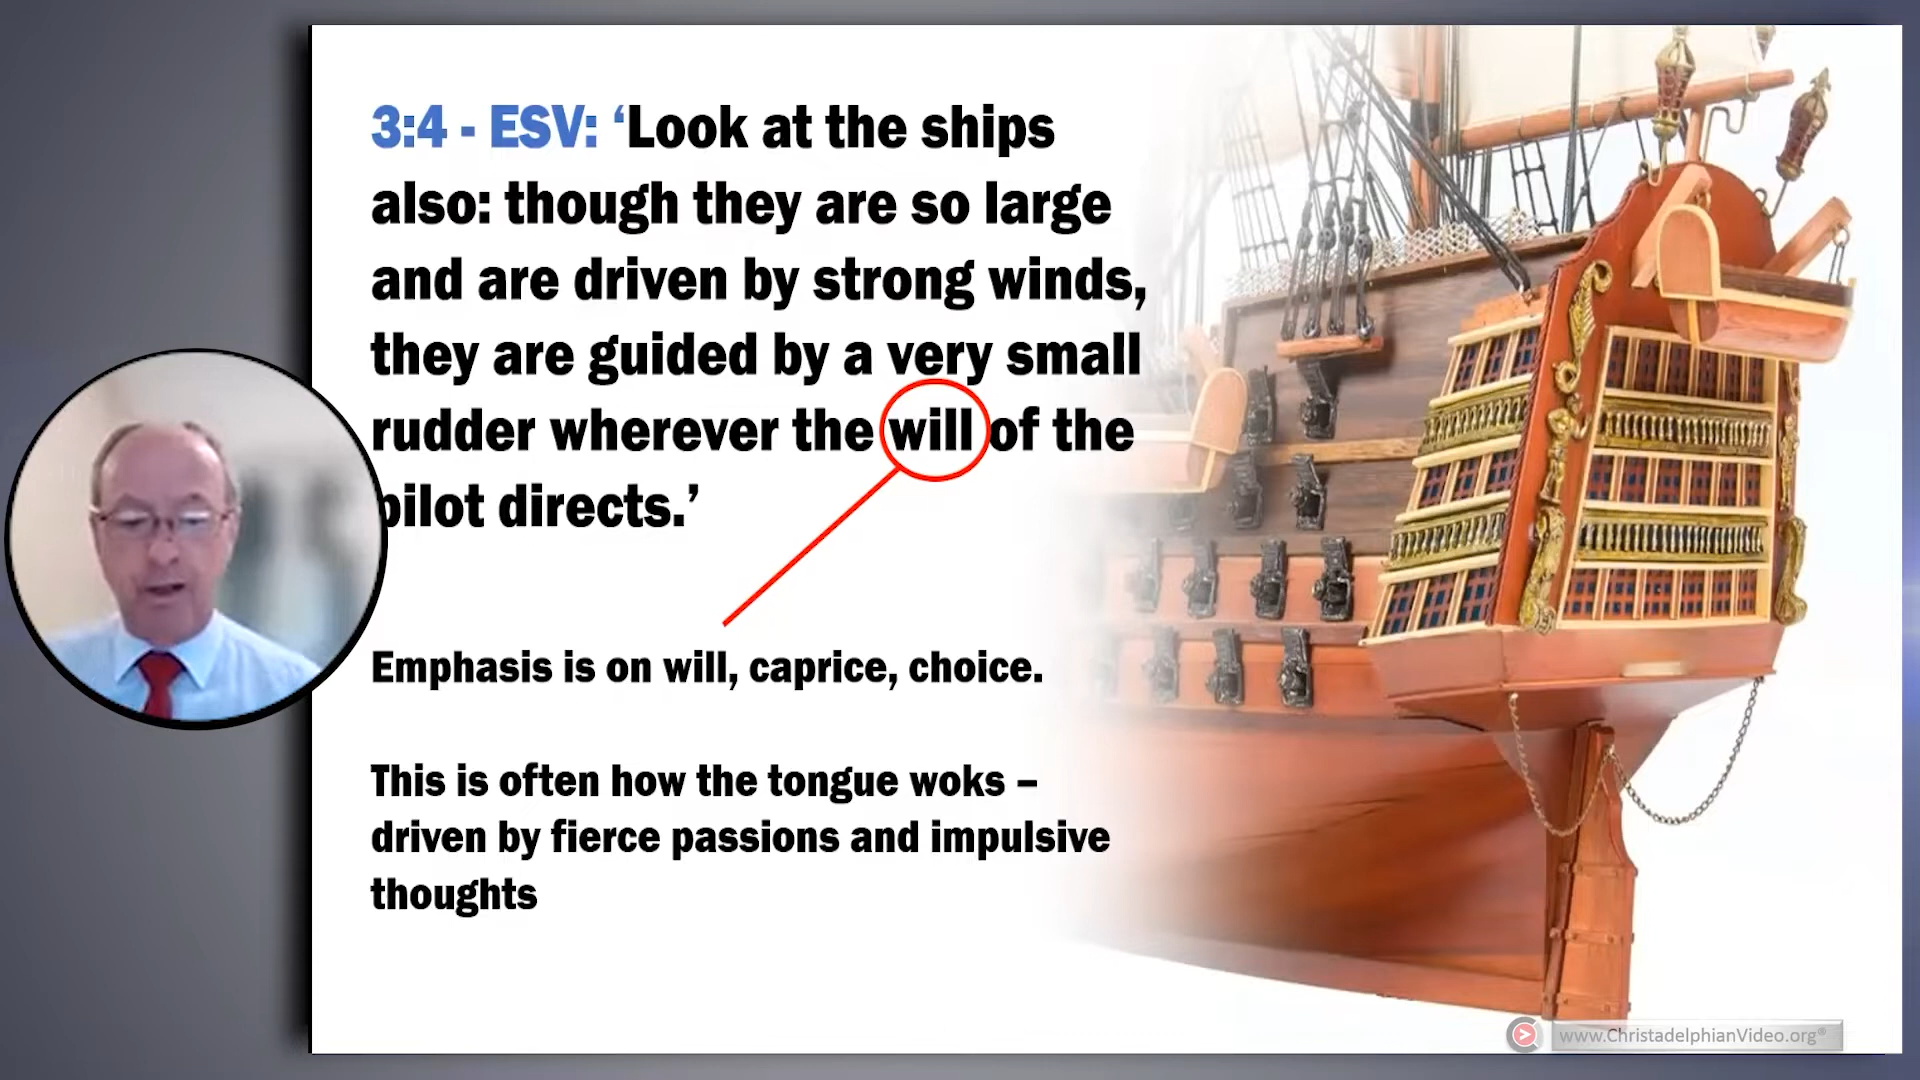 3:4 - ESV: ‘Look at the ships
also: though they are so large
and are driven by strong winds,
they are guided by a very small
rudder wherever the will of the
pilot directs.’
Emphasis is on will, caprice, choice.
This is often how the tongue woks –
driven by fierce passions and impulsive
thoughts
www.ChristadelphianVideo.org®